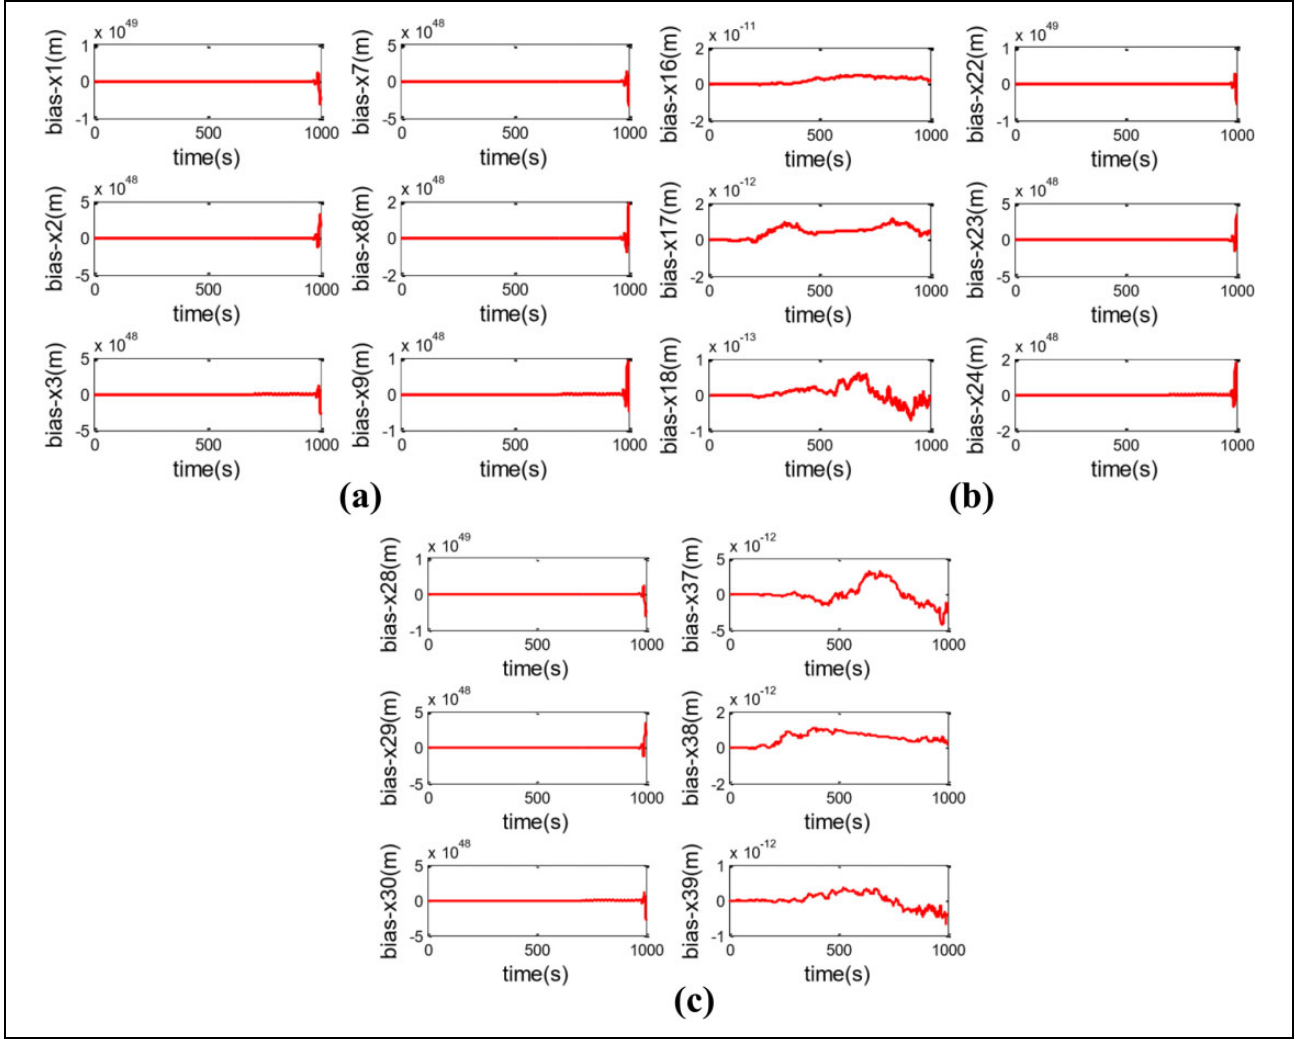 x 10^49
bias-x1(m)
1
0
-1
0 500 1000
time(s)
x 10^48
bias-x7(m)
5
0
-5
0 500 1000
time(s)
x 10^-11
bias-x16(m)
2
0
-2
0 500 1000
time(s)
x 10^49
bias-x22(m)
1
0
-1
0 500 1000
time(s)
x 10^48
bias-x2(m)
5
0
-5
0 500 1000
time(s)
x 10^48
bias-x8(m)
2
0
-2
0 500 1000
time(s)
x 10^-12
bias-x17(m)
2
0
-2
0 500 1000
time(s)
x 10^48
bias-x23(m)
5
0
-5
0 500 1000
time(s)
x 10^48
bias-x3(m)
5
0
-5
0 500 1000
time(s)
x 10^48
bias-x9(m)
1
0
-1
0 500 1000
time(s)
x 10^-13
bias-x18(m)
1
0
-1
0 500 1000
time(s)
x 10^48
bias-x24(m)
2
0
-2
0 500 1000
time(s)
(a)
(b)
x 10^49
bias-x28(m)
1
0
-1
0 500 1000
time(s)
x 10^-12
bias-x37(m)
5
0
-5
0 500 1000
time(s)
x 10^48
bias-x29(m)
5
0
-5
0 500 1000
time(s)
x 10^-12
bias-x38(m)
2
0
-2
0 500 1000
time(s)
x 10^48
bias-x30(m)
5
0
-5
0 500 1000
time(s)
x 10^-12
bias-x39(m)
1
0
-1
0 500 1000
time(s)
(c)